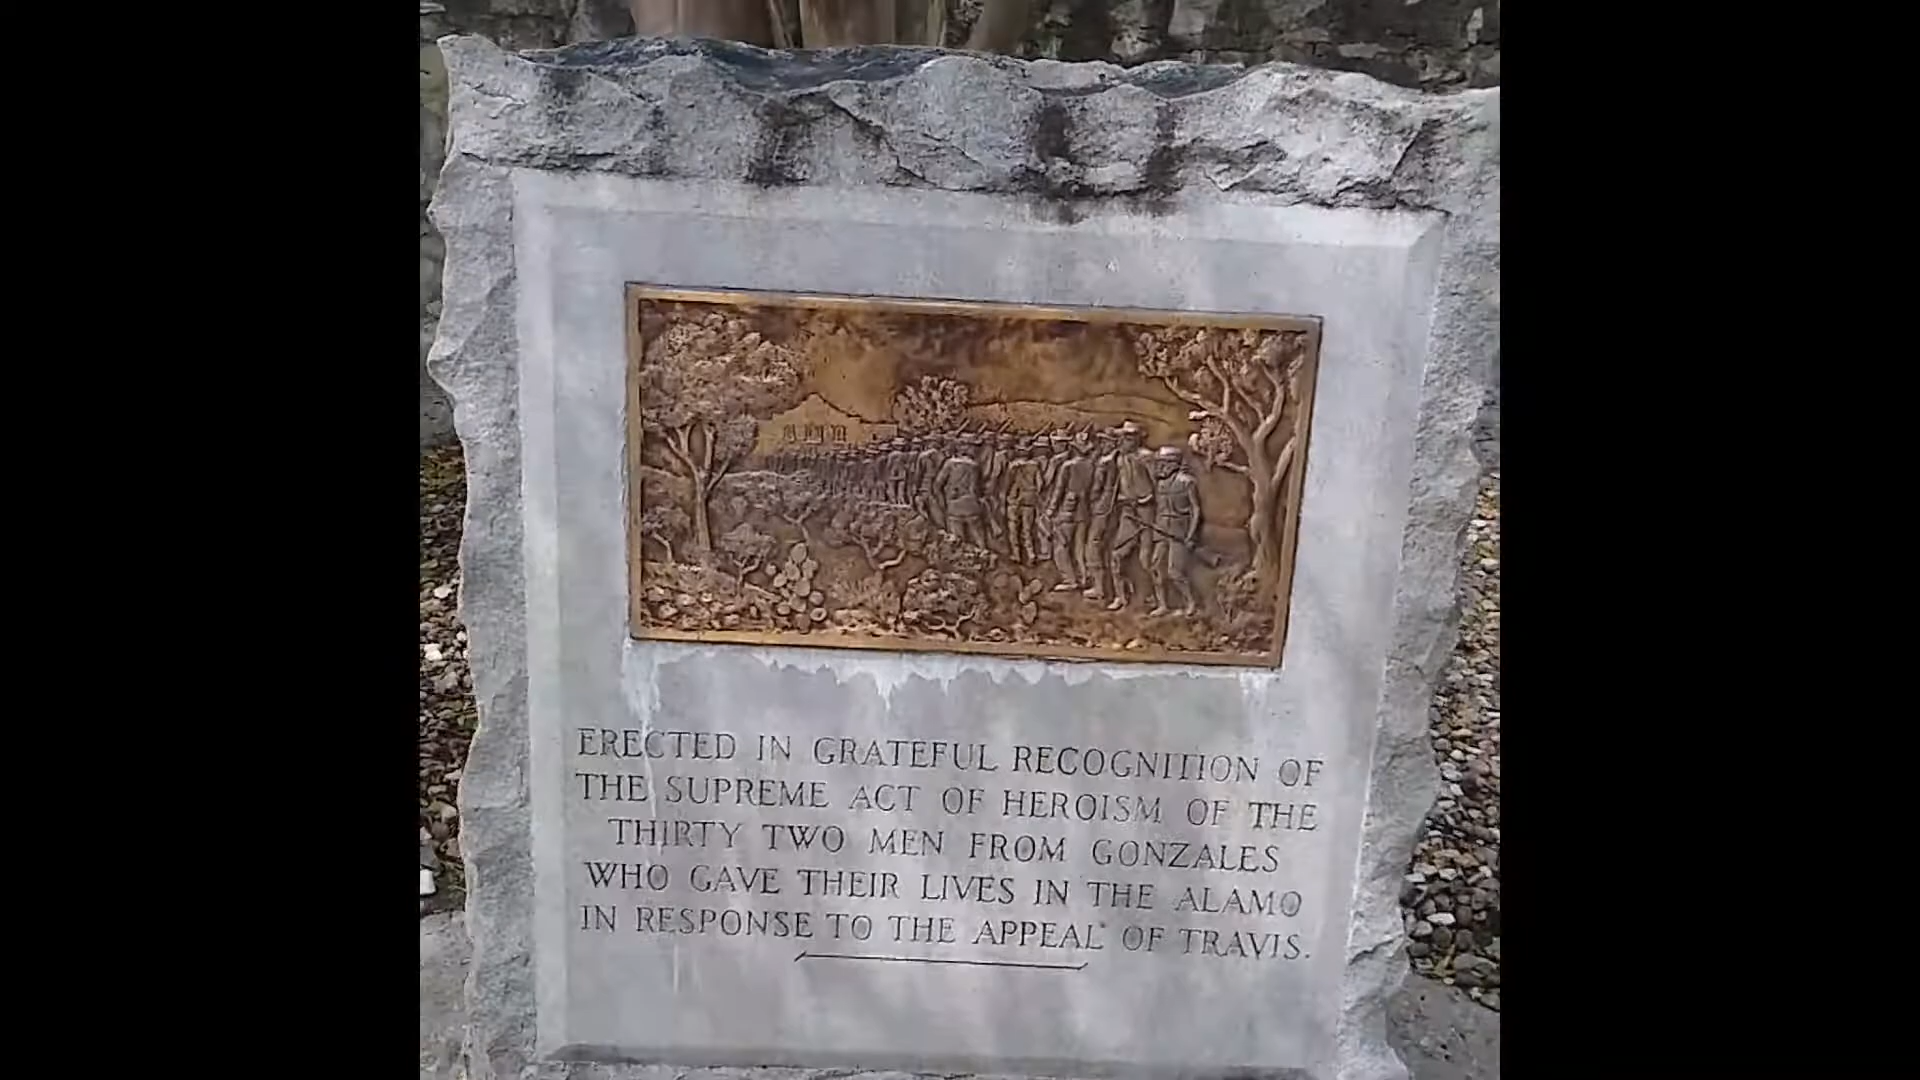 ERECTED IN GRATEFUL RECOGNITION OF
THE SUPREME ACT OF HEROISM OF THE
THIRTY TWO MEN FROM GONZALES
WHO GAVE THEIR LIVES IN THE ALAMO
IN RESPONSE TO THE APPEAL OF TRAVIS.